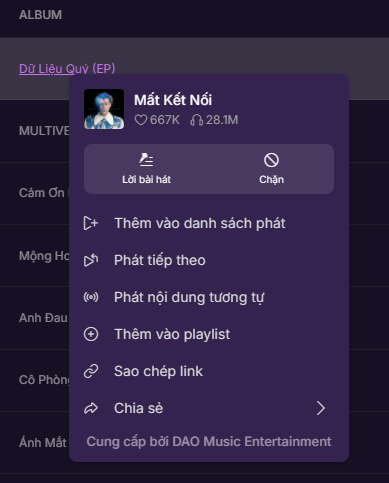 ALBUM
Dữ Liệu Quý (EP)
Mất Kết Nối
667K 28.1M
MULTIVE
Lời bài hát Chặn
Cảm Ơn
Thêm vào danh sách phát
Mộng Ho
Phát tiếp theo
Phát nội dung tương tự
Anh Đau
Thêm vào playlist
Sao chép link
Cô Phòng
Chia sẻ
Ánh Mắt
Cung cấp bởi DAO Music Entertainment